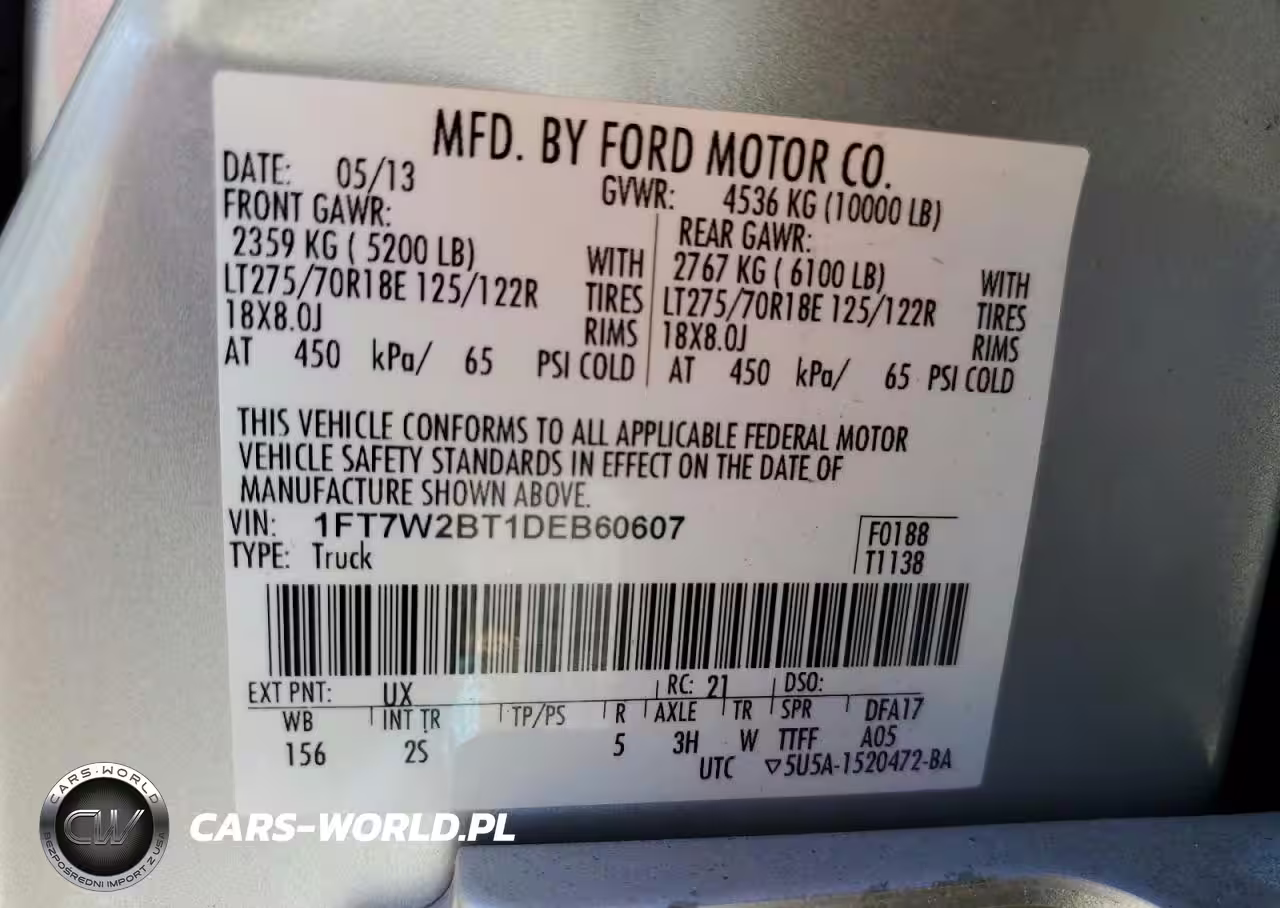 MFD. BY FORD MOTOR CO.
DATE: 05/13 GVWR: 4536 KG (10000 LB)
FRONT GAWR: REAR GAWR:
2359 KG ( 5200 LB) WITH 2767 KG ( 6100 LB) WITH
LT275/70R18E 125/122R TIRES LT275/70R18E 125/122R TIRES
18X8.0J RIMS 18X8.0J RIMS
AT 450 kPa/ 65 PSI COLD AT 450 kPa/ 65 PSI COLD
THIS VEHICLE CONFORMS TO ALL APPLICABLE FEDERAL MOTOR
VEHICLE SAFETY STANDARDS IN EFFECT ON THE DATE OF
MANUFACTURE SHOWN ABOVE.
VIN: 1FT7W2BT1DEB60607 F0188
TYPE: Truck T1138
EXT PNT: UX RC: 21 DSO:
WB INT TR TP/PS R AXLE TR SPR DFA17
156 2S 5 3H W TTFF A05
UTC ▽5U5A-1520472-BA
CARS-WORLD
CW
BEZPOŚREDNI IMPORT Z USA
CARS-WORLD.PL